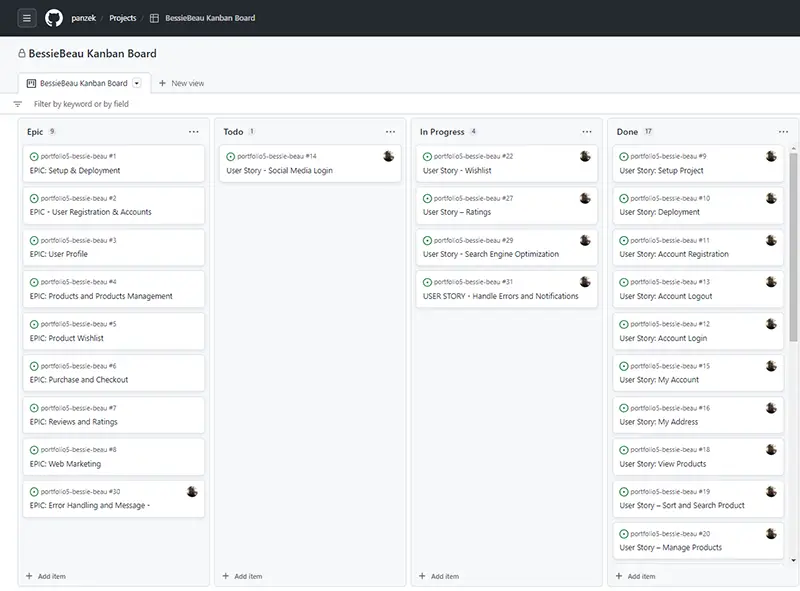 panzek / Projects / BessieBeau Kanban Board
BessieBeau Kanban Board
BessieBeau Kanban Board
New view
Filter by keyword or by field
Epic 9
portfolio5-bessie-beau #1
EPIC: Setup & Deployment
portfolio5-bessie-beau #2
EPIC - User Registration & Accounts
portfolio5-bessie-beau #3
EPIC: User Profile
portfolio5-bessie-beau #4
EPIC: Products and Products Management
portfolio5-bessie-beau #5
EPIC: Product Wishlist
portfolio5-bessie-beau #6
EPIC: Purchase and Checkout
portfolio5-bessie-beau #7
EPIC: Reviews and Ratings
portfolio5-bessie-beau #8
EPIC: Web Marketing
portfolio5-bessie-beau #30
EPIC: Error Handling and Message -
Add item
Todo 1
portfolio5-bessie-beau #14
User Story - Social Media Login
Add item
In Progress 4
portfolio5-bessie-beau #22
User Story - Wishlist
portfolio5-bessie-beau #27
User Story – Ratings
portfolio5-bessie-beau #29
User Story - Search Engine Optimization
portfolio5-bessie-beau #31
USER STORY - Handle Errors and Notifications
Add item
Done 17
portfolio5-bessie-beau #9
User Story: Setup Project
portfolio5-bessie-beau #10
User Story: Deployment
portfolio5-bessie-beau #11
User Story: Account Registration
portfolio5-bessie-beau #13
User Story: Account Logout
portfolio5-bessie-beau #12
User Story: Account Login
portfolio5-bessie-beau #15
User Story: My Account
portfolio5-bessie-beau #16
User Story: My Address
portfolio5-bessie-beau #18
User Story: View Products
portfolio5-bessie-beau #19
User Story – Sort and Search Product
portfolio5-bessie-beau #20
User Story – Manage Products
Add item